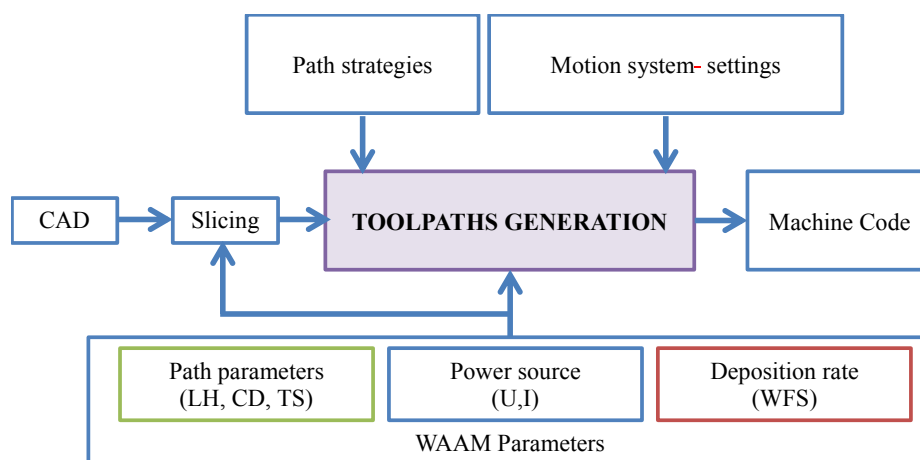 Path strategies
Motion system- settings
CAD
Slicing
TOOLPATHS GENERATION
Machine Code
Path parameters
(LH, CD, TS)
Power source
(U,I)
Deposition rate
(WFS)
WAAM Parameters